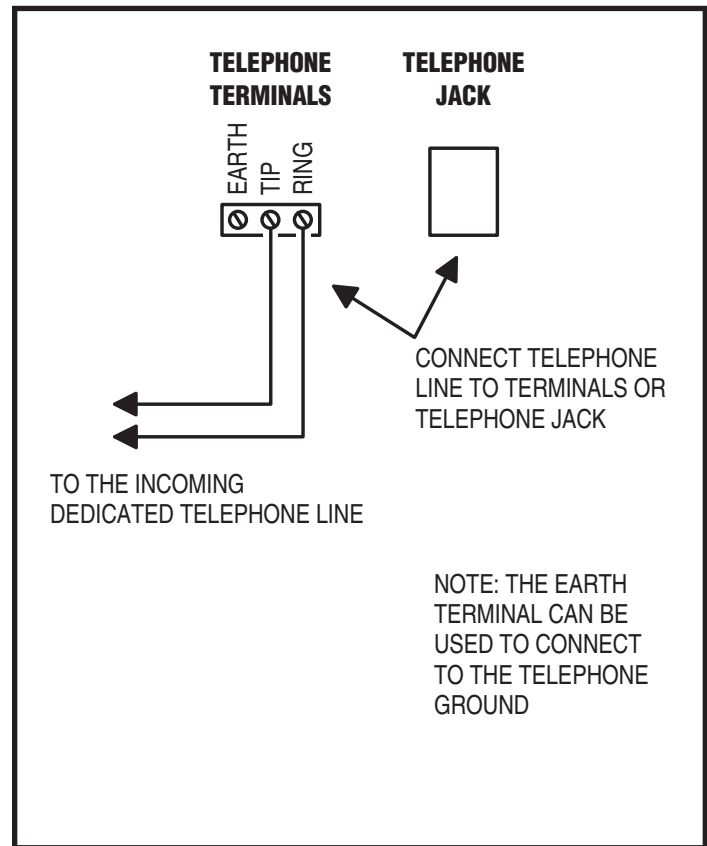 TELEPHONE
TERMINALS
TELEPHONE
JACK
EARTH
TIP
RING
CONNECT TELEPHONE
LINE TO TERMINALS OR
TELEPHONE JACK
TO THE INCOMING
DEDICATED TELEPHONE LINE
NOTE: THE EARTH
TERMINAL CAN BE
USED TO CONNECT
TO THE TELEPHONE
GROUND